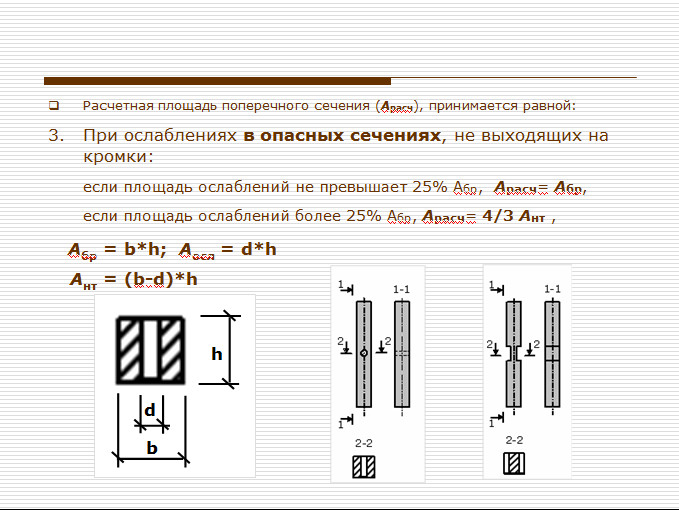 Расчетная площадь поперечного сечения (Aрасч), принимается равной:
3. При ослаблениях в опасных сечениях, не выходящих на
кромки:
если площадь ослаблений не превышает 25% Aбр, Aрасч= Aбр,
если площадь ослаблений более 25% Aбр, Aрасч= 4/3 Aнт ,
Aбр = b*h; Aосл = d*h
Aнт = (b-d)*h
h
d
b
1
1-1
2
2
1
2-2
1
1-1
2
2
1
2-2